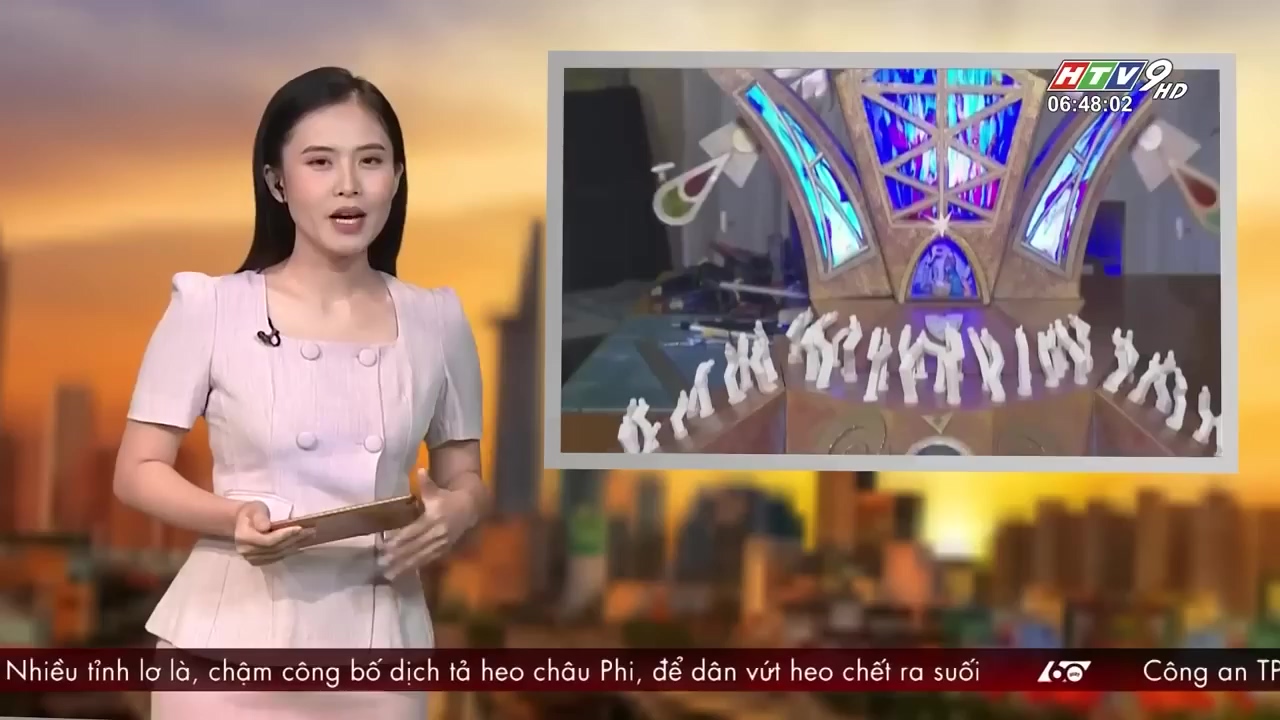 HTV9 HD
06:48:02
Nhiều tỉnh lơ là, chậm công bố dịch tả heo châu Phi, để dân vứt heo chết ra suối
60 giây
Công an TP